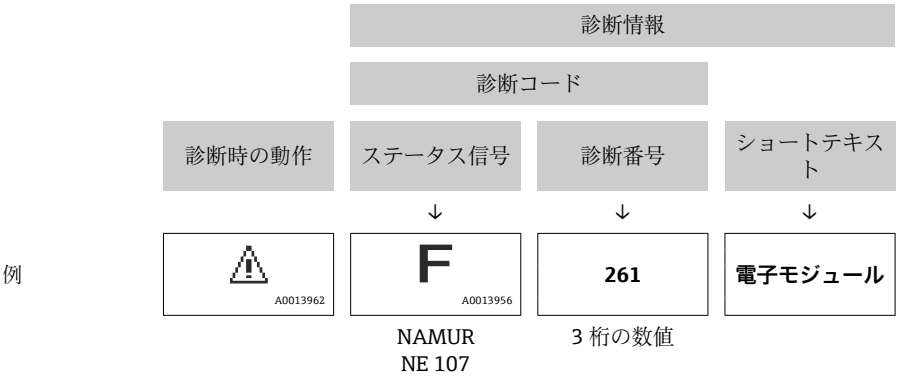 診断情報
診断コード
診断時の動作 ステータス信号 診断番号 ショートテキス
ト
↓ ↓ ↓
例 F 261 電子モジュール
A0013962 A0013956
NAMUR 3 桁の数値
NE 107